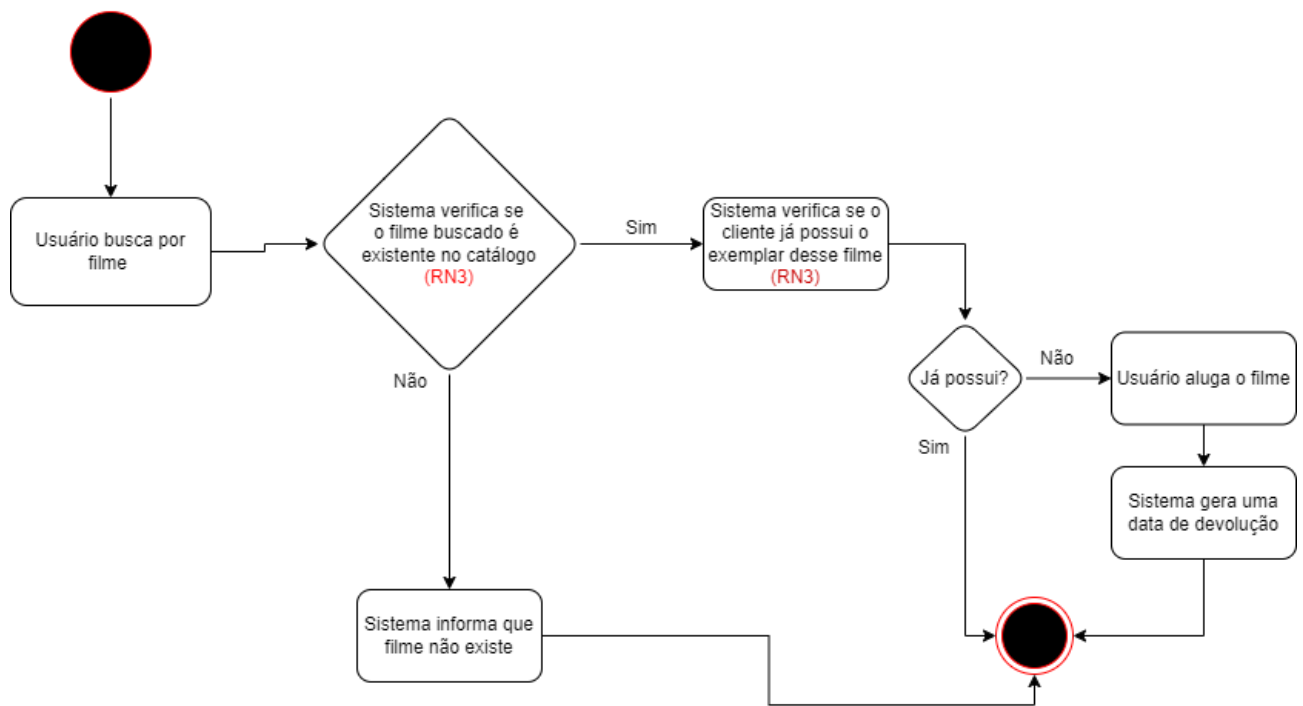 Usuário busca por
filme
Sistema verifica se
o filme buscado é
existente no catálogo
(RN3)
Sim
Não
Sistema verifica se o
cliente já possui o
exemplar desse filme
(RN3)
Já possui?
Não
Sim
Usuário aluga o filme
Sistema gera uma
data de devolução
Sistema informa que
filme não existe